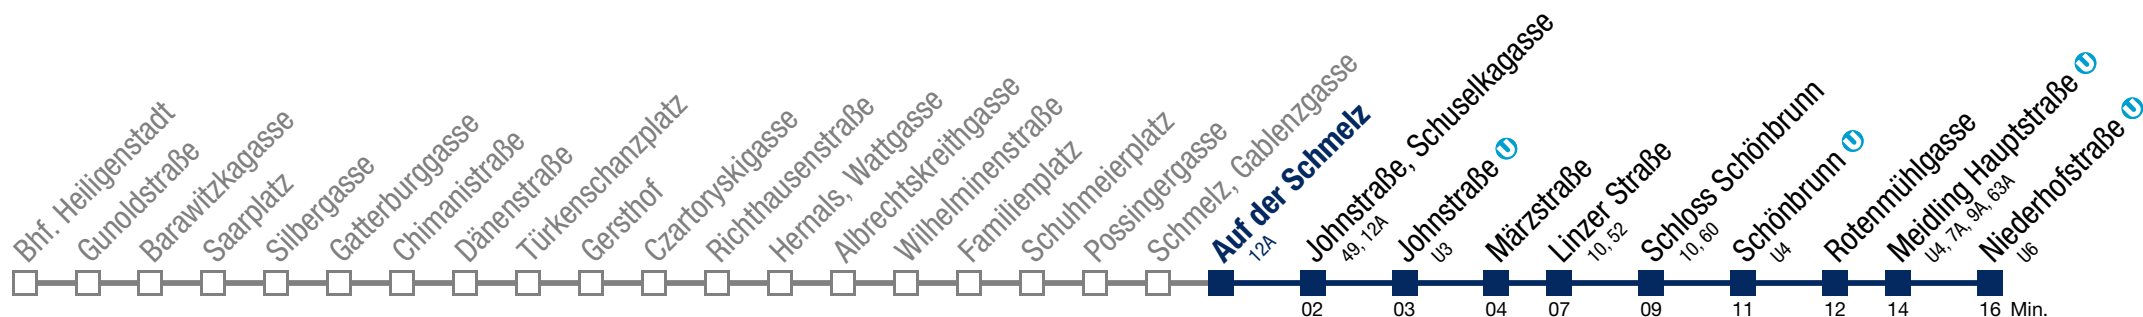 Bhf. Heiligenstadt
Gunoldstraße
Barawitzkagasse
Saarplatz
Silbergasse
Gatterburggasse
Chimanistraße
Dänenstraße
Türkenschanzplatz
Gersthof
Czartoryskigasse
Richthausenstraße
Hernals, Wattgasse
Albrechtskreithgasse
Wilhelminenstraße
Familienplatz
Schuhmeierplatz
Possingergasse
Schmelz, Gablenzgasse
Auf der Schmelz
12A
Johnstraße, Schuselkagasse
49, 12A
Johnstraße U
U3
Märzstraße
Linzer Straße
10, 52
Schloss Schönbrunn
10, 60
Schönbrunn U
U4
Rotenmühlgasse
Meidling Hauptstraße U
U4, 7A, 9A, 63A
Niederhofstraße U
U6
02 03 04 07 09 11 12 14 16 Min.